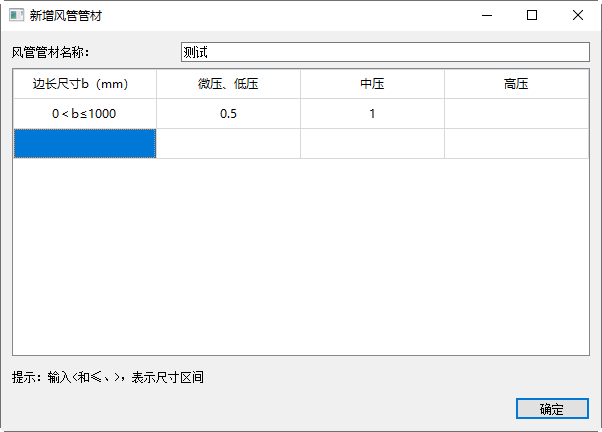 新增风管管材
风管管材名称：
测试
边长尺寸b（mm） 微压、低压 中压 高压
0＜b≤1000 0.5 1
提示：输入<和≤、>，表示尺寸区间
确定